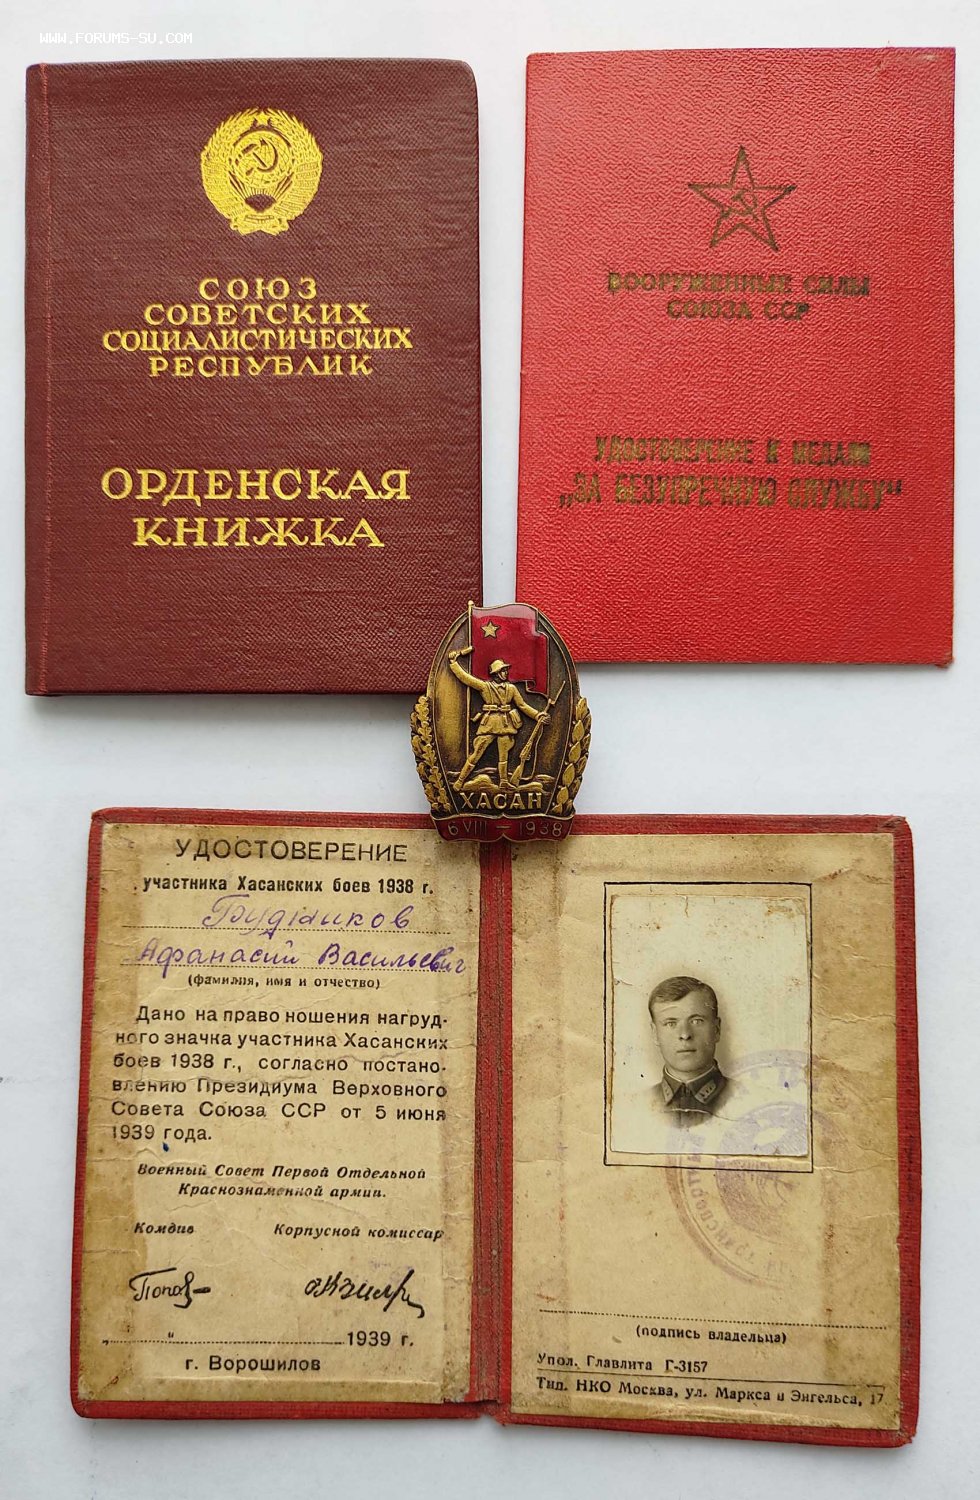 WWW.FORUMS-SU.COM
СОЮЗ
СОВЕТСКИХ
СОЦИАЛИСТИЧЕСКИХ
РЕСПУБЛИК
ОРДЕНСКАЯ
КНИЖКА
ВООРУЖЕННЫЕ СИЛЫ
СОЮЗА ССР
УДОСТОВЕРЕНИЕ К МЕДАЛИ
„ЗА БЕЗУПРЕЧНУЮ СЛУЖБУ“
ХАСАН
6 VIII – 1938
УДОСТОВЕРЕНИЕ
участника Хасанских боев 1938 г.
Афанасий Васильевич
(фамилия, имя и отчество)
Дано на право ношения нагруд-
ного значка участника Хасанских
боев 1938 г., согласно постано-
влению Президиума Верховного
Совета Союза ССР от 5 июня
1939 года.
Военный Совет Первой Отдельной
Краснознаменной армии.
Комдив Корпусной комиссар
Попов
„ “ 1939 г.
г. Ворошилов
(подпись владельца)
Упол. Главлита Г-3157
Тип. НКО Москва, ул. Маркса и Энгельса, 17